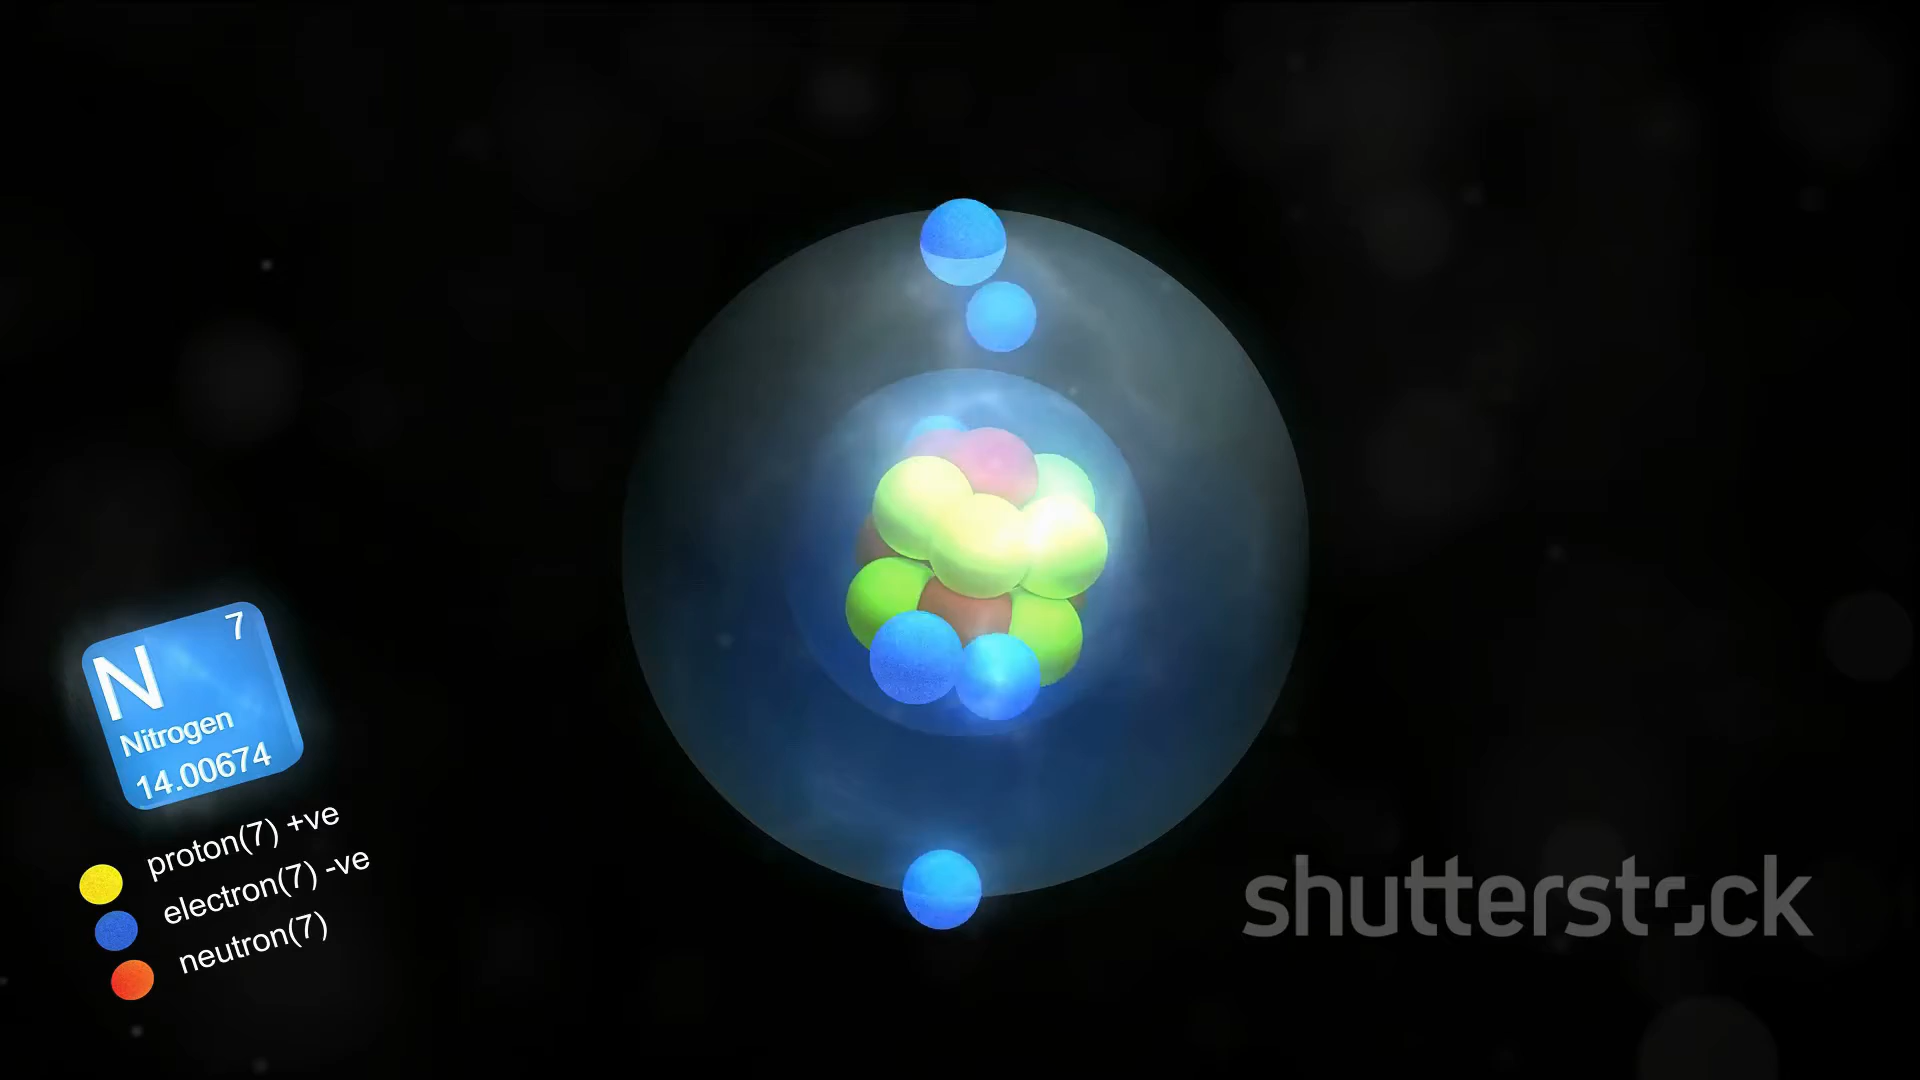 7
N
Nitrogen
14.00674
proton(7) +ve
electron(7) -ve
neutron(7)
shutterstock